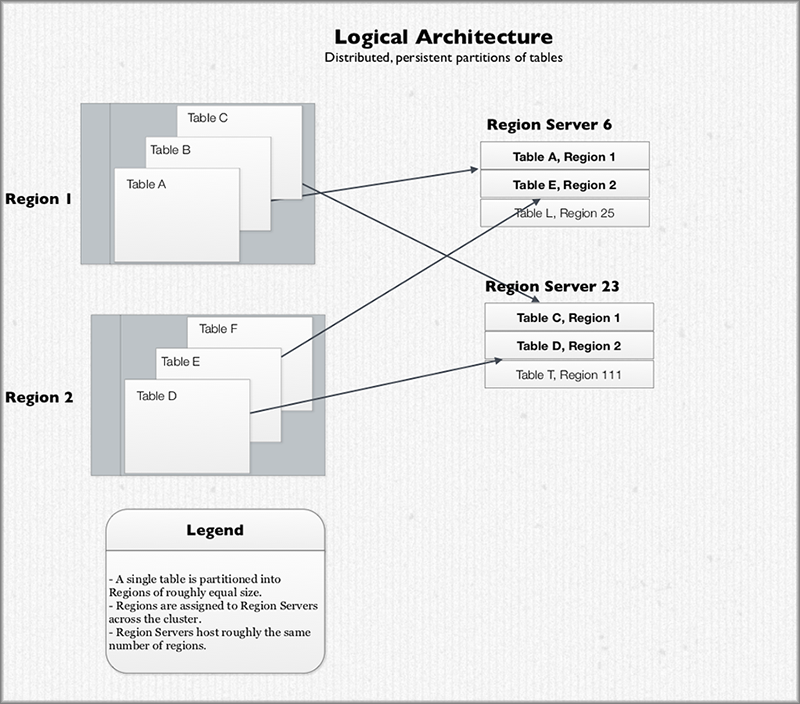 Logical Architecture
Distributed, persistent partitions of tables
Region 1
Table C
Table B
Table A
Region Server 6
Table A, Region 1
Table E, Region 2
Table L, Region 25
Region Server 23
Table C, Region 1
Table D, Region 2
Table T, Region 111
Region 2
Table F
Table E
Table D
Legend
- A single table is partitioned into
Regions of roughly equal size.
- Regions are assigned to Region Servers
across the cluster.
- Region Servers host roughly the same
number of regions.